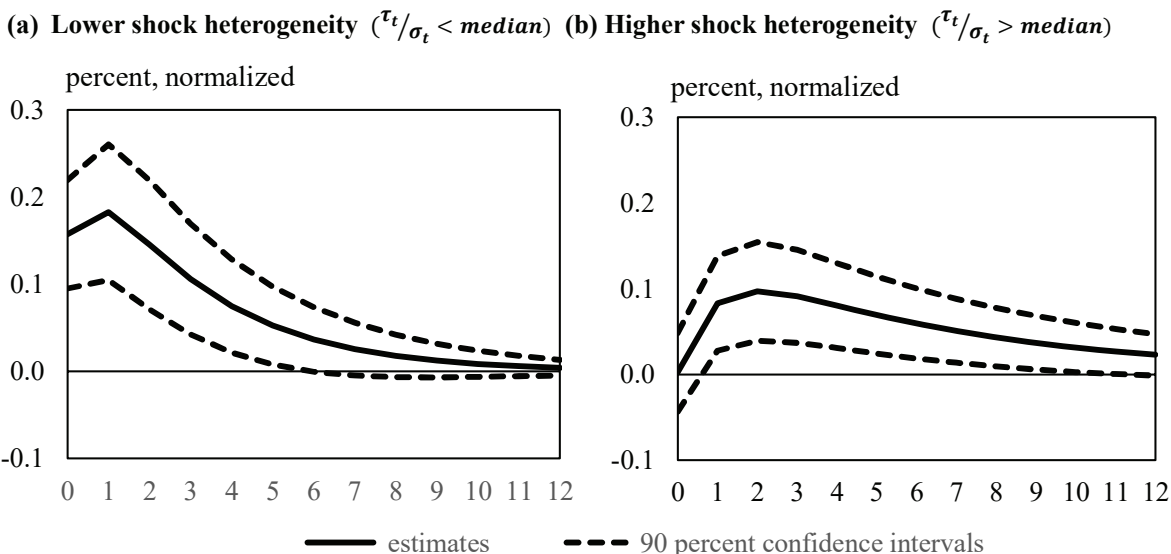 (a) Lower shock heterogeneity (τt/σt < median) (b) Higher shock heterogeneity (τt/σt > median)
percent, normalized
0.3
0.2
0.1
0.0
-0.1
0 1 2 3 4 5 6 7 8 9 10 11 12
percent, normalized
0.3
0.2
0.1
0.0
-0.1
0 1 2 3 4 5 6 7 8 9 10 11 12
estimates 90 percent confidence intervals